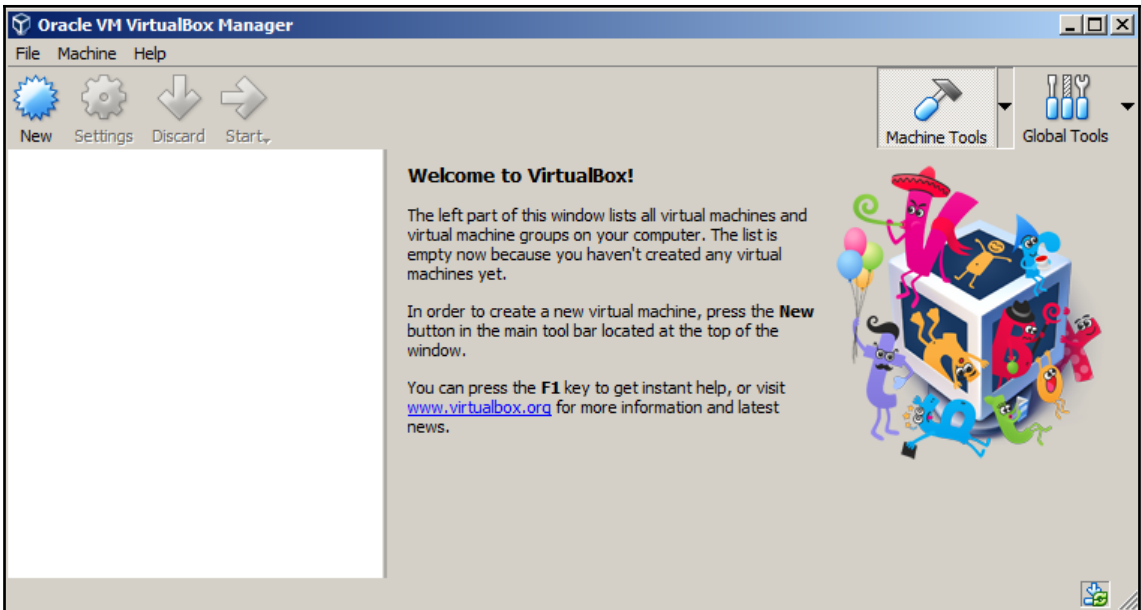 Oracle VM VirtualBox Manager
File Machine Help
New Settings Discard Start
Machine Tools Global Tools
Welcome to VirtualBox!
The left part of this window lists all virtual machines and
virtual machine groups on your computer. The list is
empty now because you haven't created any virtual
machines yet.
In order to create a new virtual machine, press the New
button in the main tool bar located at the top of the
window.
You can press the F1 key to get instant help, or visit
www.virtualbox.org for more information and latest
news.